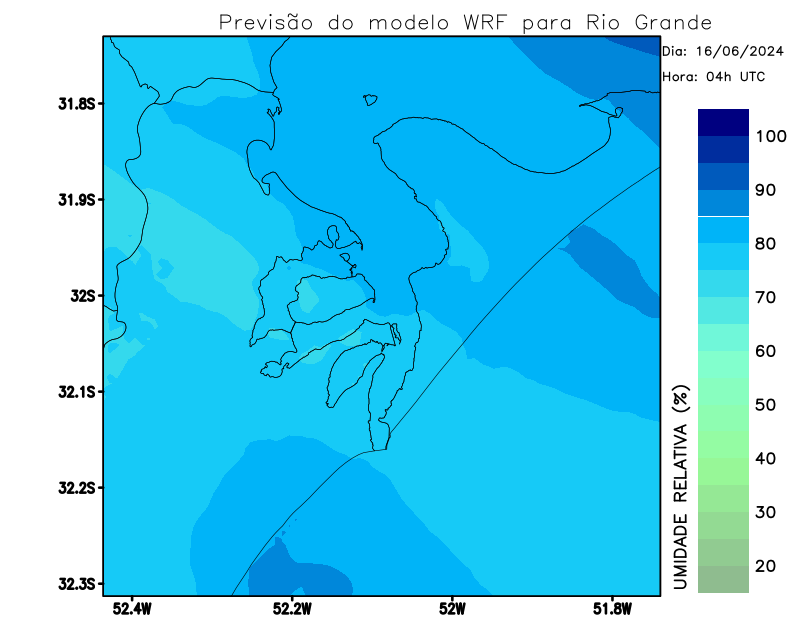 Previsão do modelo WRF para Rio Grande
Dia: 16/06/2024
Hora: 04h UTC
31.8S
31.9S
32S
32.1S
32.2S
32.3S
52.4W
52.2W
52W
51.8W
100
90
80
70
60
50
40
30
20
UMIDADE RELATIVA (%)